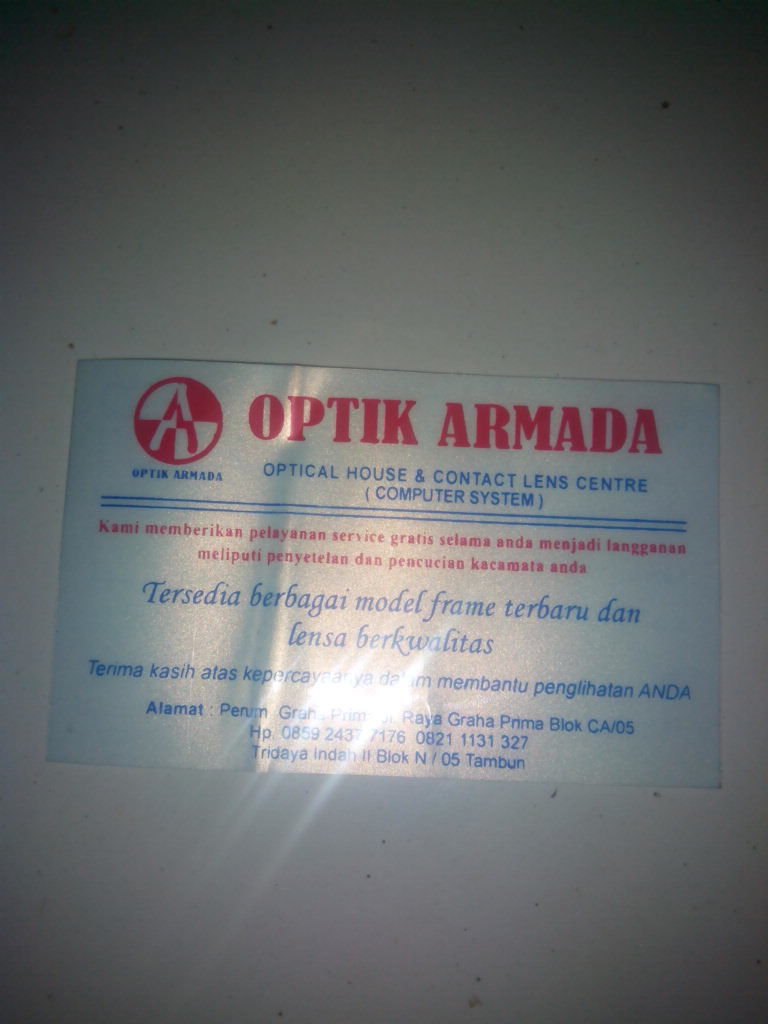 OPTIK ARMADA
OPTIK ARMADA
OPTICAL HOUSE & CONTACT LENS CENTRE
( COMPUTER SYSTEM )
Kami memberikan pelayanan service gratis selama anda menjadi langganan
meliputi penyetelan dan pencucian kacamata anda
Tersedia berbagai model frame terbaru dan
lensa berkwalitas
Terima kasih atas kepercayaanya dalam membantu penglihatan ANDA
Alamat : Perum Graha Prima Jl. Raya Graha Prima Blok CA/05
Hp. 0859 2437 7176 0821 1131 327
Tridaya Indah II Blok N / 05 Tambun